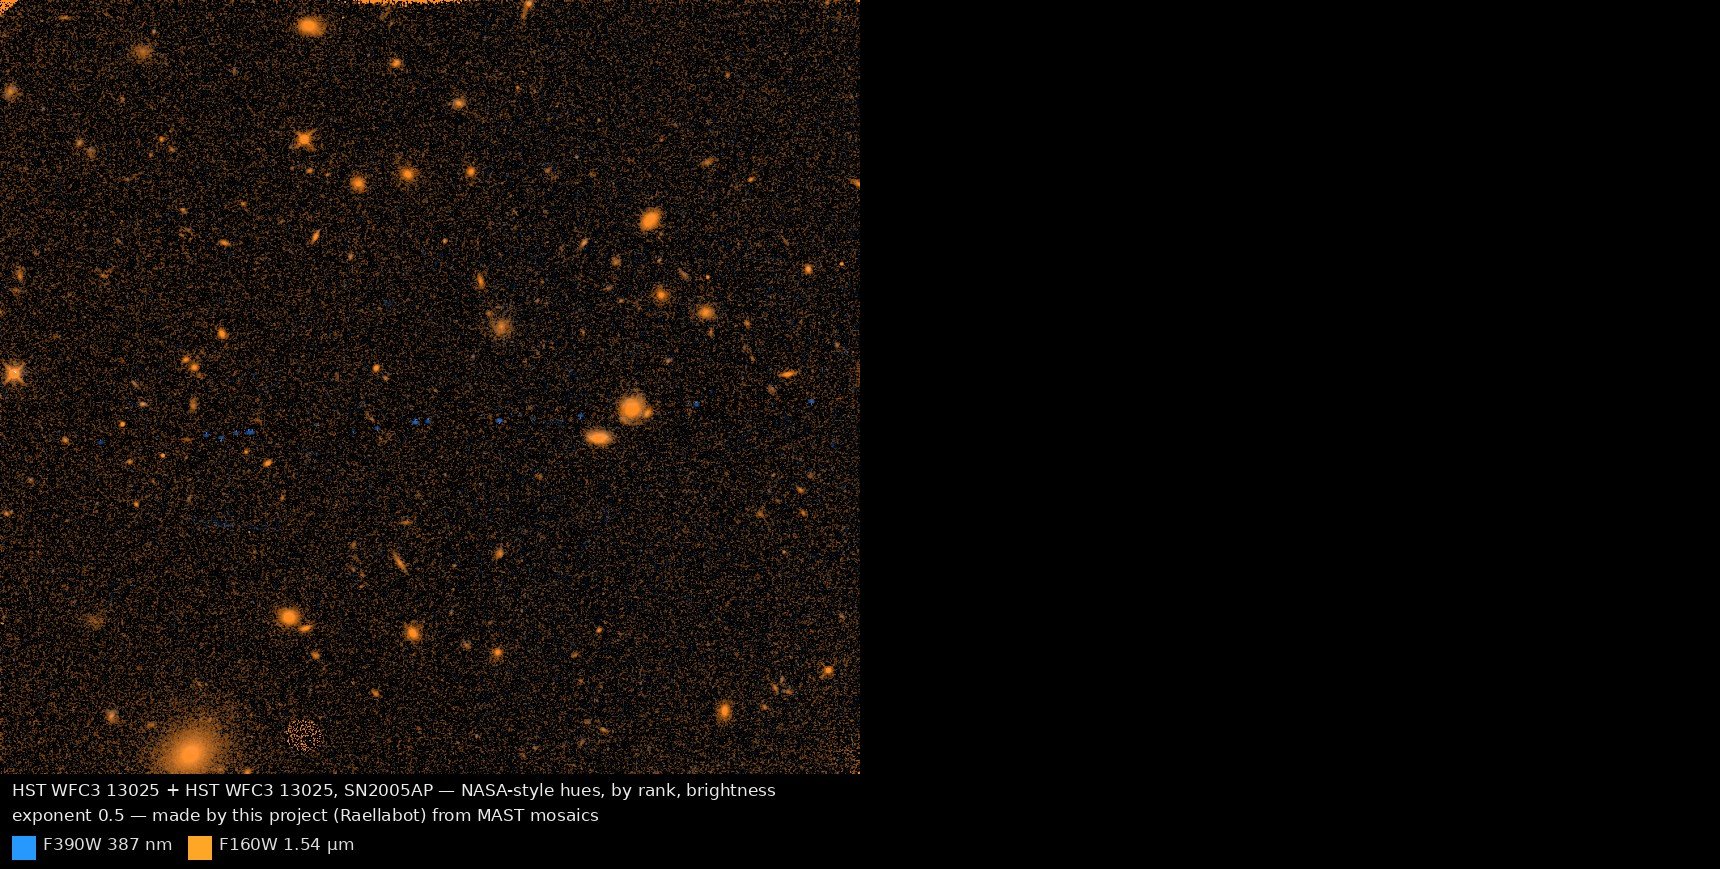 HST WFC3 13025 + HST WFC3 13025, SN2005AP — NASA-style hues, by rank, brightness
exponent 0.5 — made by this project (Raellabot) from MAST mosaics
F390W 387 nm F160W 1.54 µm